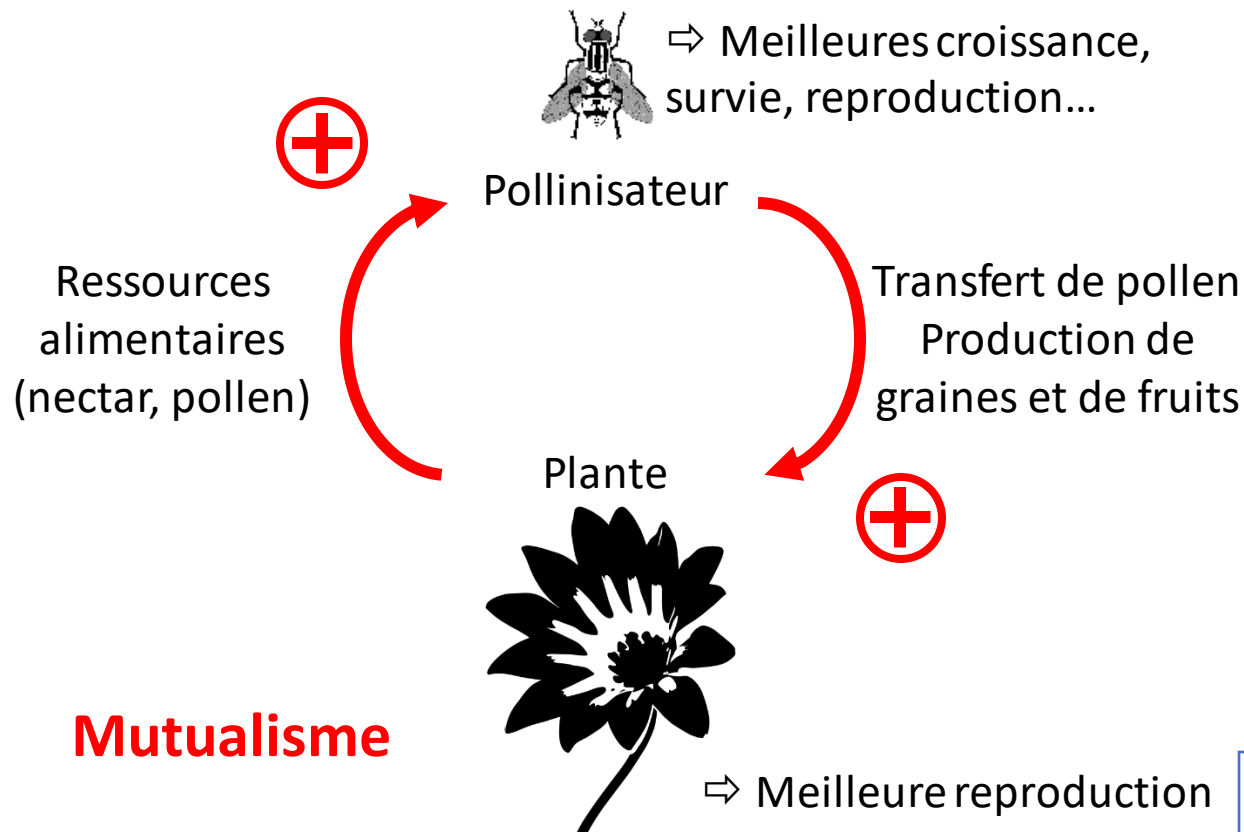 ⇨ Meilleures croissance,
survie, reproduction…
Pollinisateur
Ressources
alimentaires
(nectar, pollen)
Transfert de pollen
Production de
graines et de fruits
Plante
Mutualisme
⇨ Meilleure reproduction